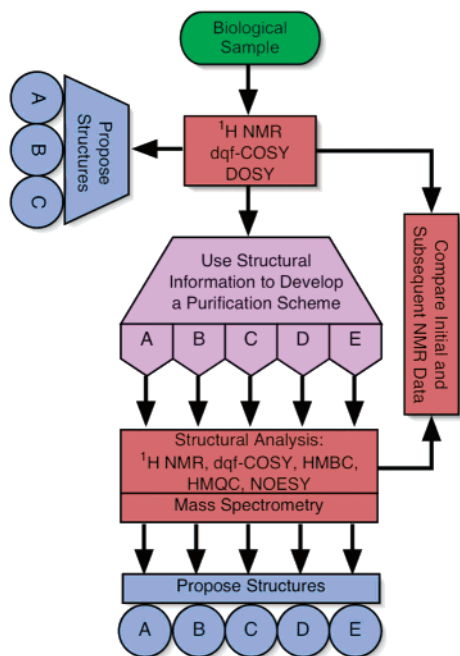 Biological
Sample
¹H NMR
dqf-COSY
DOSY
Propose
Structures
A
B
C
Compare Initial and
Subsequent NMR Data
Use Structural
Information to Develop
a Purification Scheme
A B C D E
Structural Analysis:
¹H NMR, dqf-COSY, HMBC,
HMQC, NOESY
Mass Spectrometry
Propose Structures
A B C D E